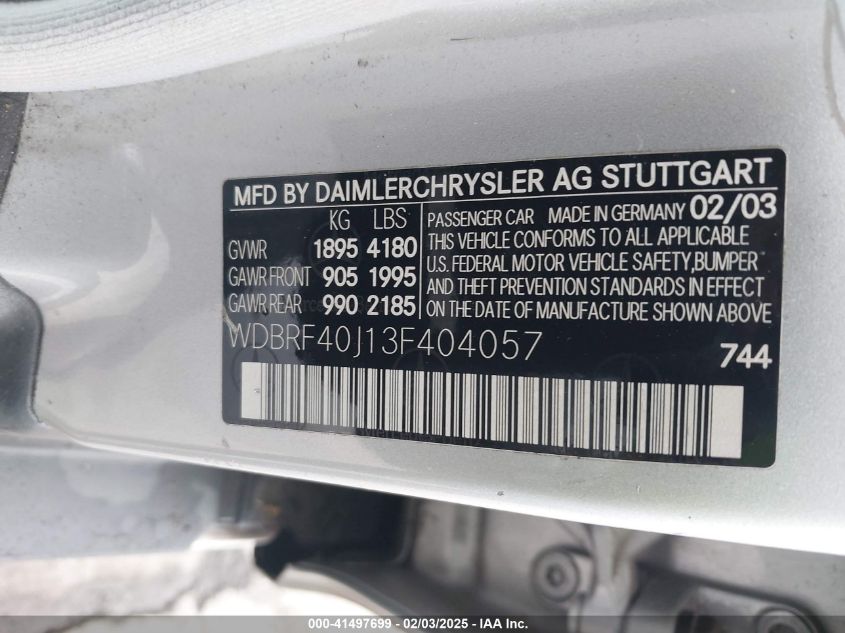 MFD BY DAIMLERCHRYSLER AG STUTTGART
KG LBS
GVWR 1895 4180
GAWR FRONT 905 1995
GAWR REAR 990 2185
PASSENGER CAR MADE IN GERMANY 02/03
THIS VEHICLE CONFORMS TO ALL APPLICABLE
U.S. FEDERAL MOTOR VEHICLE SAFETY, BUMPER
AND THEFT PREVENTION STANDARDS IN EFFECT
ON THE DATE OF MANUFACTURE SHOWN ABOVE
WDBRF40J13F404057
744
000-41497699 - 02/03/2025 - IAAI.com